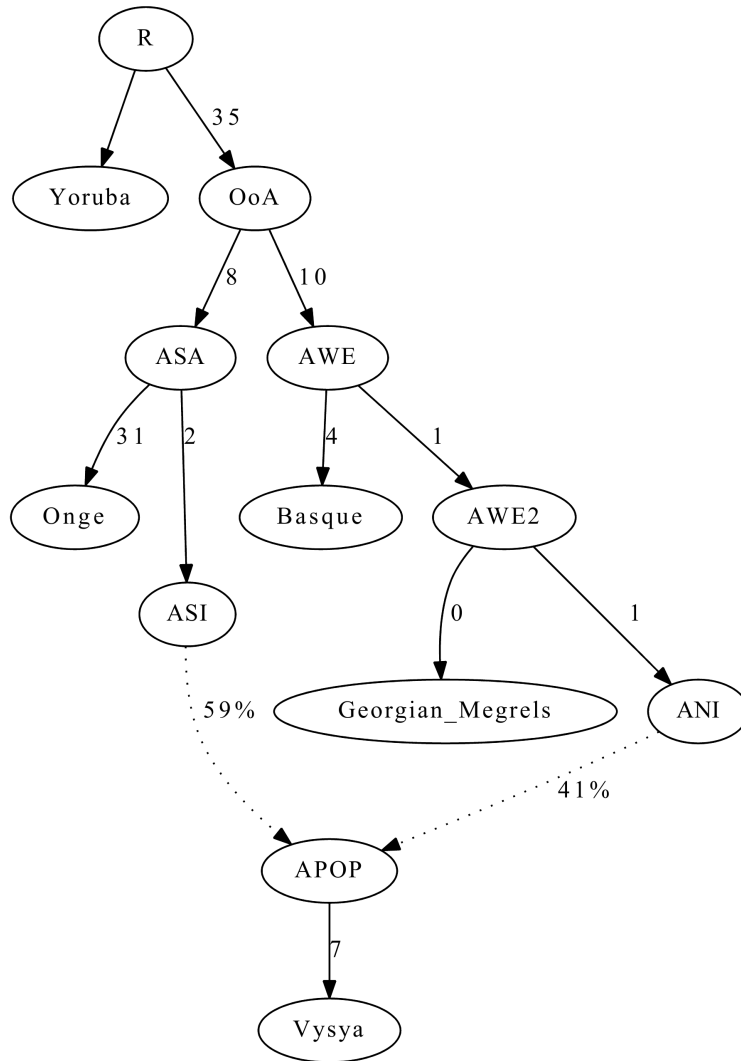 R
35
Yoruba
OoA
8
10
ASA
AWE
31
2
4
1
Onge
Basque
AWE2
ASI
0
1
59%
Georgian_Megrels
ANI
41%
APOP
7
Vysya